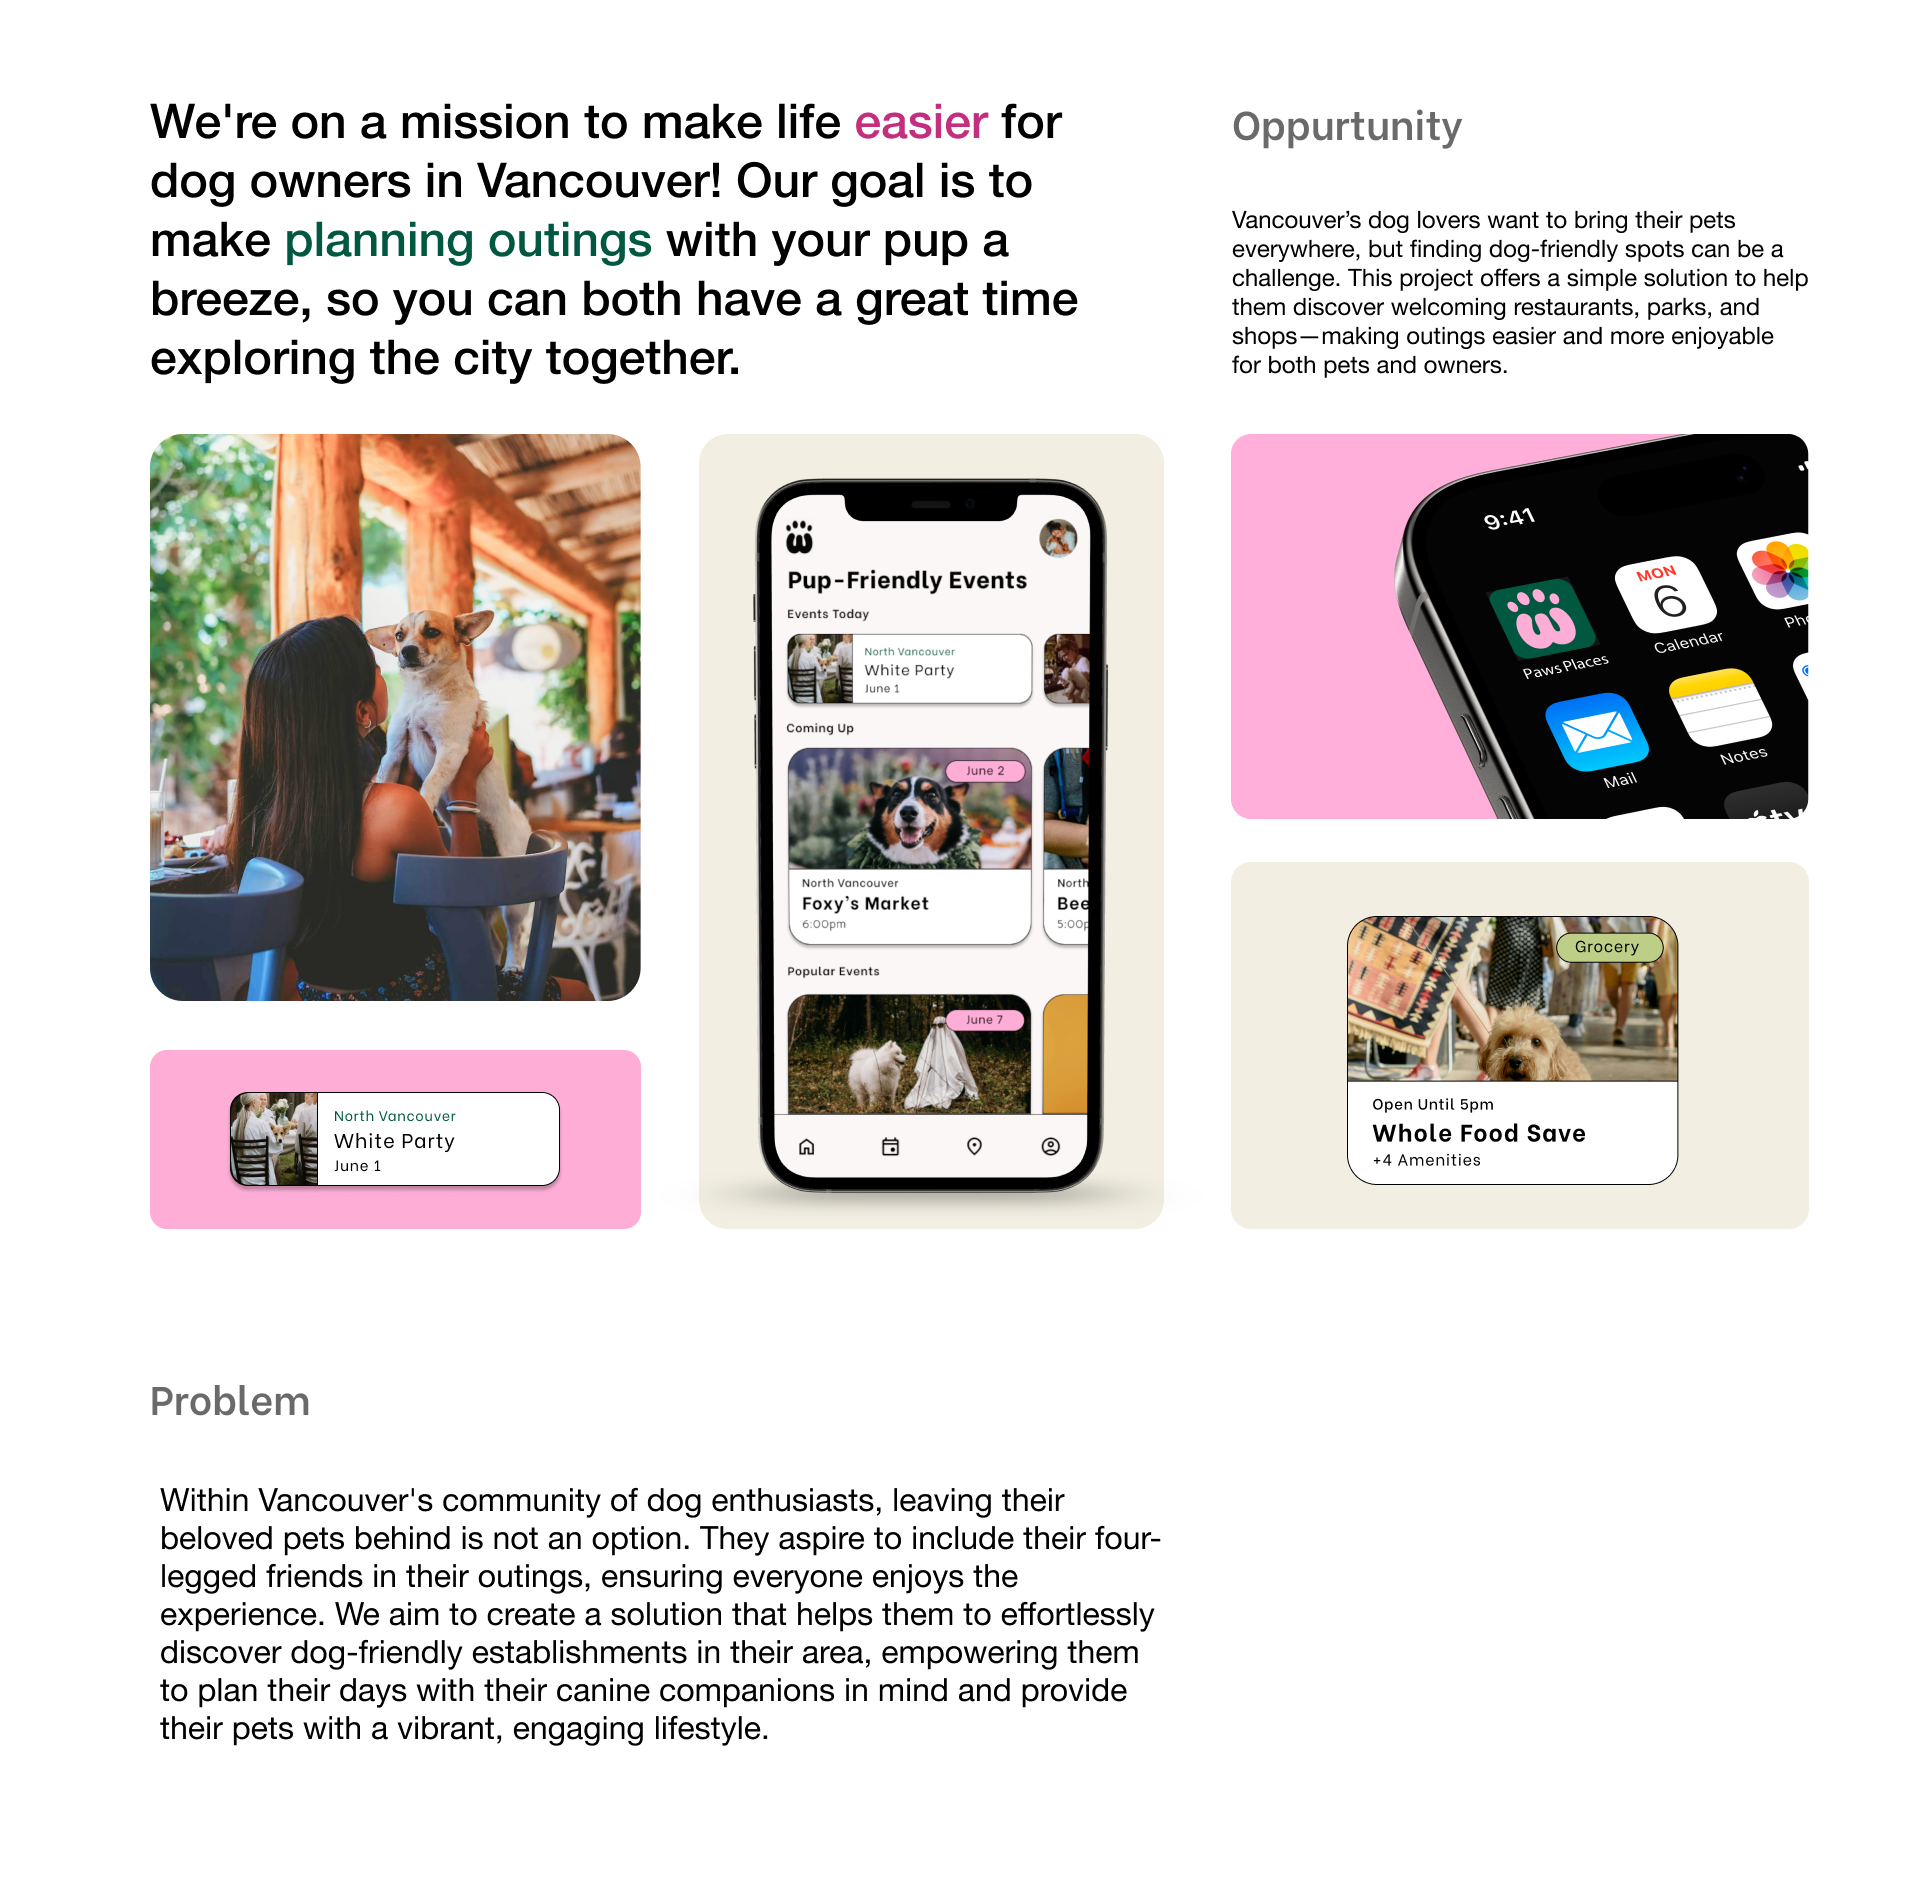 We're on a mission to make life easier for
dog owners in Vancouver! Our goal is to
make planning outings with your pup a
breeze, so you can both have a great time
exploring the city together.
Oppurtunity
Vancouver’s dog lovers want to bring their pets
everywhere, but finding dog-friendly spots can be a
challenge. This project offers a simple solution to help
them discover welcoming restaurants, parks, and
shops—making outings easier and more enjoyable
for both pets and owners.
North Vancouver
White Party
June 1
Pup-Friendly Events
Events Today
North Vancouver
White Party
June 1
Coming Up
June 2
North Vancouver
Foxy’s Market
6:00pm
North
Bee
5:00p
Popular Events
June 7
9:41
MON
6
Paws Places
Calendar
Pho
Mail
Notes
tv
Grocery
Open Until 5pm
Whole Food Save
+4 Amenities
Problem
Within Vancouver's community of dog enthusiasts, leaving their
beloved pets behind is not an option. They aspire to include their four-
legged friends in their outings, ensuring everyone enjoys the
experience. We aim to create a solution that helps them to effortlessly
discover dog-friendly establishments in their area, empowering them
to plan their days with their canine companions in mind and provide
their pets with a vibrant, engaging lifestyle.